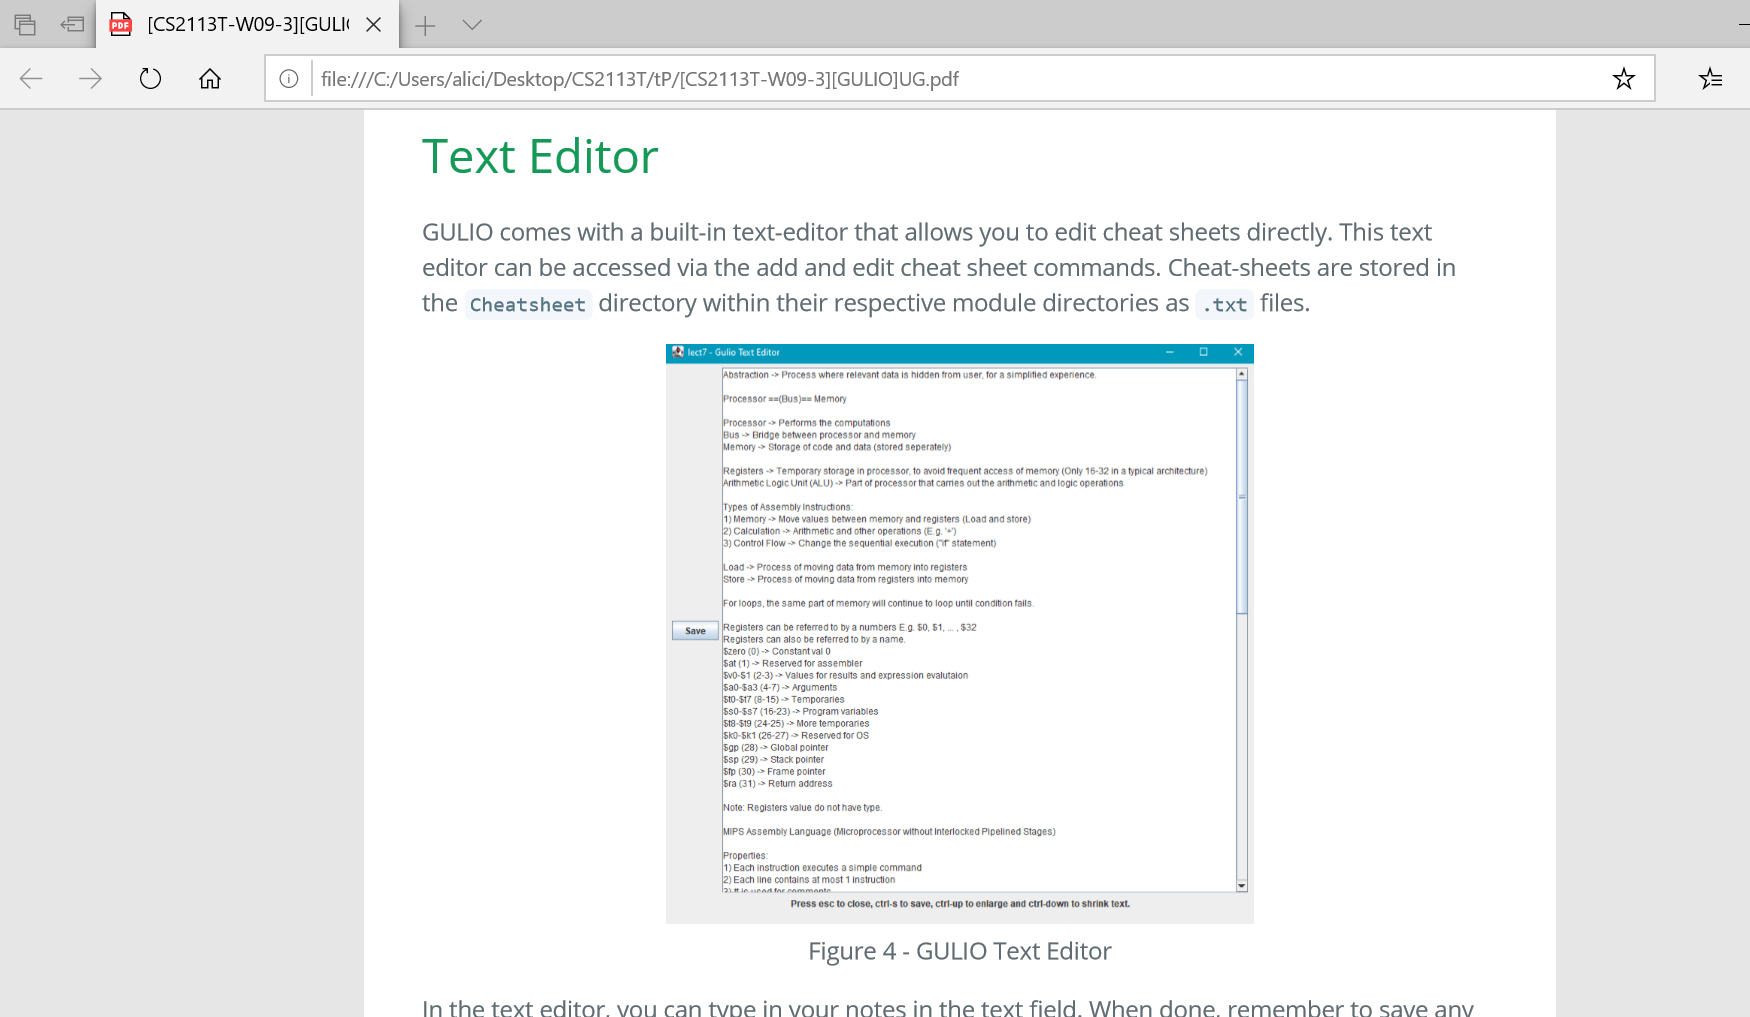 [CS2113T-W09-3][GULI
file:///C:/Users/alici/Desktop/CS2113T/tP/[CS2113T-W09-3][GULIO]UG.pdf
Text Editor
GULIO comes with a built-in text-editor that allows you to edit cheat sheets directly. This text
editor can be accessed via the add and edit cheat sheet commands. Cheat-sheets are stored in
the Cheatsheet directory within their respective module directories as .txt files.
lect7 - Gulio Text Editor
Abstraction -> Process where relevant data is hidden from user, for a simplified experience.
Processor ==(Bus)== Memory
Processor -> Performs the computations
Bus -> Bridge between processor and memory
Memory -> Storage of code and data (stored seperately)
Registers -> Temporary storage in processor, to avoid frequent access of memory (Only 16-32 in a typical architecture)
Arithmetic Logic Unit (ALU) -> Part of processor that carries out the arithmetic and logic operations
Types of Assembly Instructions:
1) Memory -> Move values between memory and registers (Load and store)
2) Calculation -> Arithmetic and other operations (E.g. '+')
3) Control Flow -> Change the sequential execution ("if" statement)
Load -> Process of moving data from memory into registers
Store -> Process of moving data from registers into memory
For loops, the same part of memory will continue to loop until condition fails.
Save
Registers can be referred to by a numbers E.g. $0, $1, ... , $32
Registers can also be referred to by a name.
$zero (0) -> Constant val 0
$at (1) -> Reserved for assembler
$v0-$1 (2-3) -> Values for results and expression evalutaion
$a0-$a3 (4-7) -> Arguments
$t0-$t7 (8-15) -> Temporaries
$s0-$s7 (16-23) -> Program variables
$t8-$t9 (24-25) -> More temporaries
$k0-$k1 (26-27) -> Reserved for OS
$gp (28) -> Global pointer
$sp (29) -> Stack pointer
$fp (30) -> Frame pointer
$ra (31) -> Return address
Note: Registers value do not have type.
MIPS Assembly Language (Microprocessor without Interlocked Pipelined Stages)
Properties:
1) Each instruction executes a simple command
2) Each line contains at most 1 instruction
3) # is used for comments
Press esc to close, ctrl-s to save, ctrl-up to enlarge and ctrl-down to shrink text.
Figure 4 - GULIO Text Editor
In the text editor, you can type in your notes in the text field. When done, remember to save any